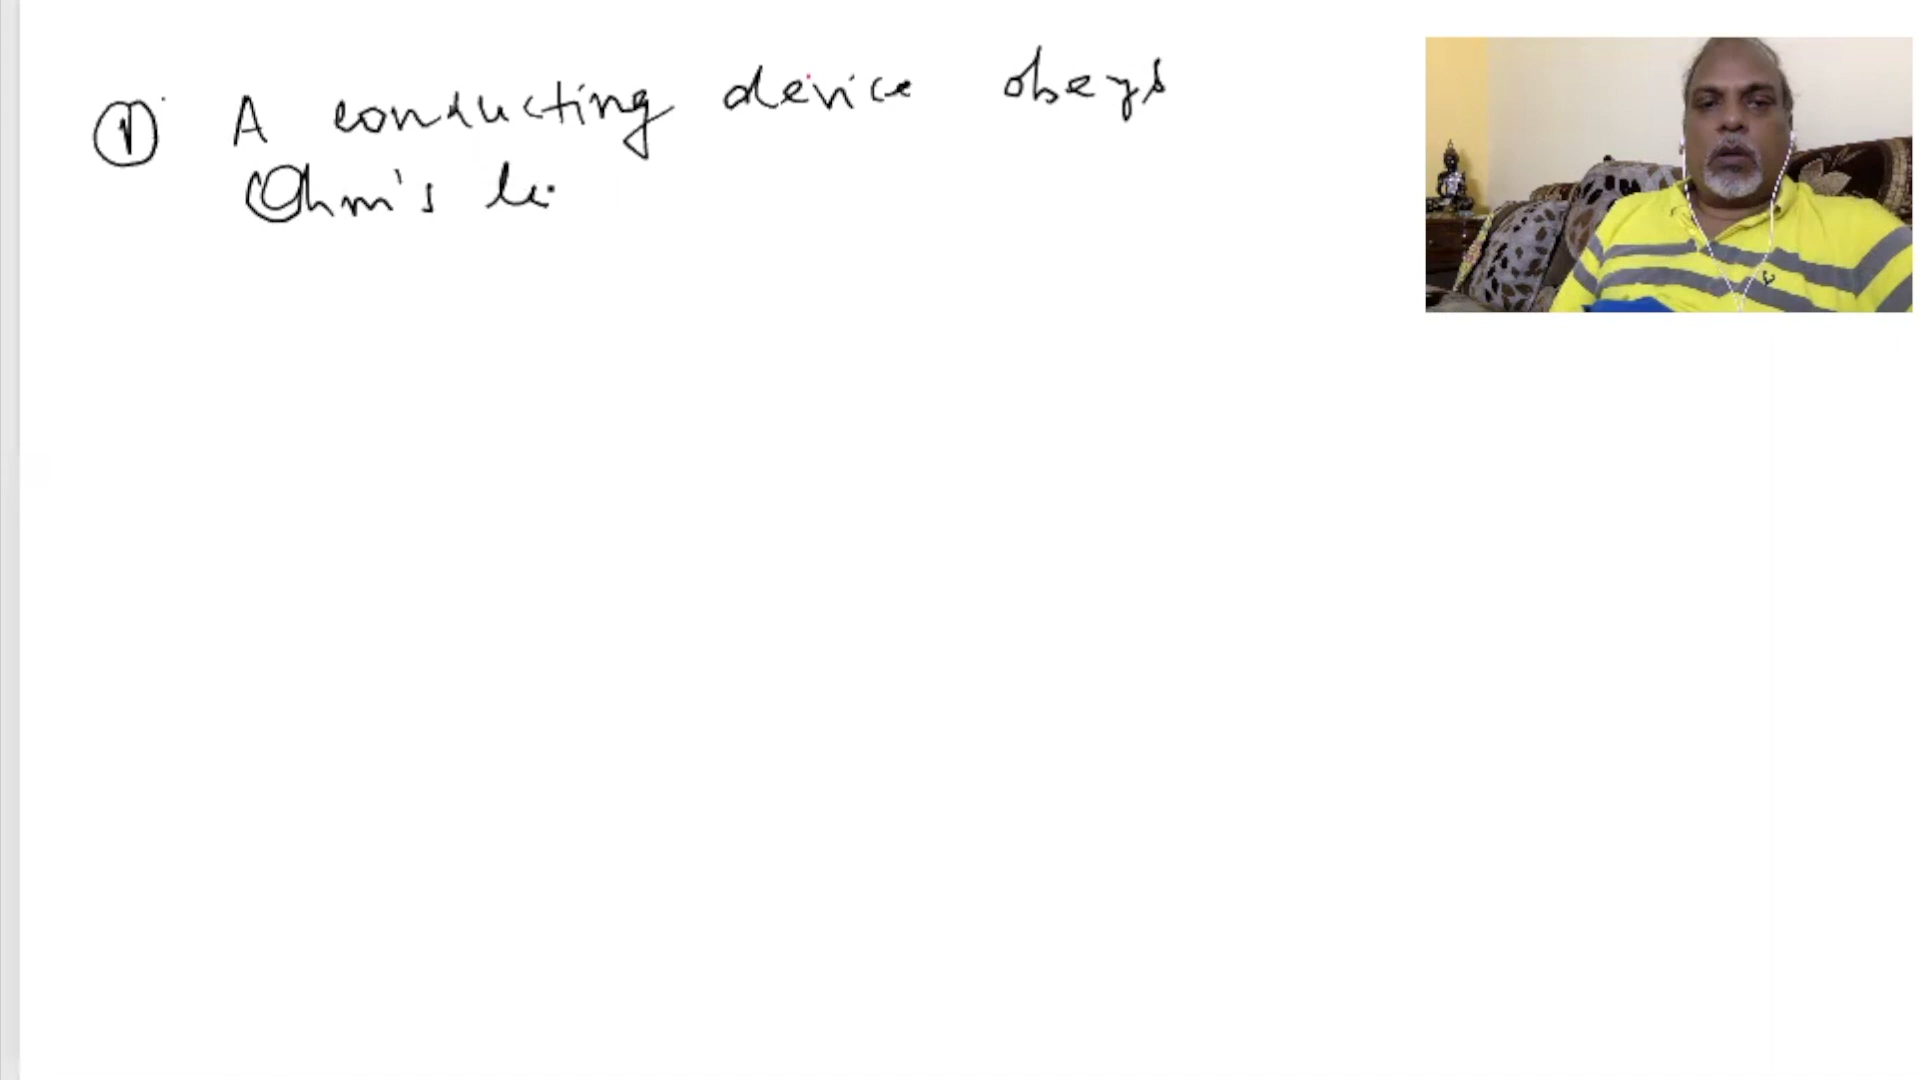 ① A conducting device obeys
Ohm's